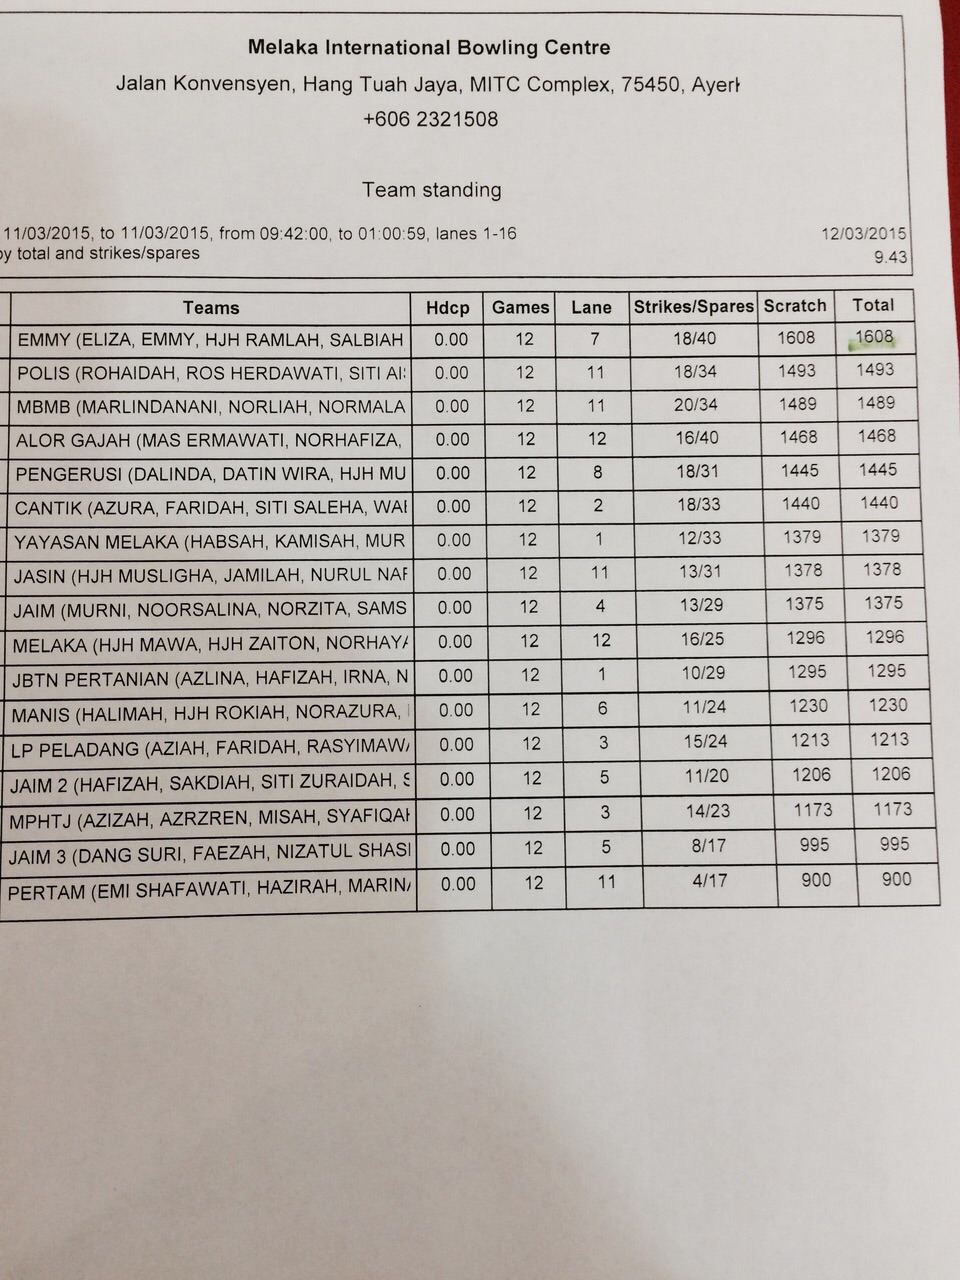 Melaka International Bowling Centre
Jalan Konvensyen, Hang Tuah Jaya, MITC Complex, 75450,
+606 2321508
Team standing
11/03/2015, to 11/03/2015, from 09:42:00, to 01:00:59, lanes 1-16 12/03/2015
by total and strikes/spares 9.43
Teams Hdcp Games Lane Strikes/Spares Scratch Total
EMMY (ELIZA, EMMY, HJH RAMLAH, SALBIAH 0.00 12 7 18/40 1608 1608
POLIS (ROHAIDAH, ROS HERDAWATI, SITI 0.00 12 11 18/34 1493 1493
MBMB (MARLINDANANI, NORLIAH, NORMALA 0.00 12 11 20/34 1489 1489
ALOR GAJAH (MAS ERMAWATI, NORHAFIZA, 0.00 12 12 16/40 1468 1468
PENGERUSI (DALINDA, DATIN WIRA, HJH MU 0.00 12 8 18/31 1445 1445
CANTIK (AZURA, FARIDAH, SITI SALEHA, 0.00 12 2 18/33 1440 1440
YAYASAN MELAKA (HABSAH, KAMISAH, MUR 0.00 12 1 12/33 1379 1379
JASIN (HJH MUSLIGHA, JAMILAH, NURUL 0.00 12 11 13/31 1378 1378
JAIM (MURNI, NOORSALINA, NORZITA, SAMS 0.00 12 4 13/29 1375 1375
MELAKA (HJH MAWA, HJH ZAITON, 0.00 12 12 16/25 1296 1296
JBTN PERTANIAN (AZLINA, HAFIZAH, IRNA, N 0.00 12 1 10/29 1295 1295
MANIS (HALIMAH, HJH ROKIAH, NORAZURA, 0.00 12 6 11/24 1230 1230
LP PELADANG (AZIAH, FARIDAH, 0.00 12 3 15/24 1213 1213
JAIM 2 (HAFIZAH, SAKDIAH, SITI ZURAIDAH, 0.00 12 5 11/20 1206 1206
MPHTJ (AZIZAH, AZRZREN, MISAH, 0.00 12 3 14/23 1173 1173
JAIM 3 (DANG SURI, FAEZAH, NIZATUL 0.00 12 5 8/17 995 995
PERTAM (EMI SHAFAWATI, HAZIRAH, 0.00 12 11 4/17 900 900